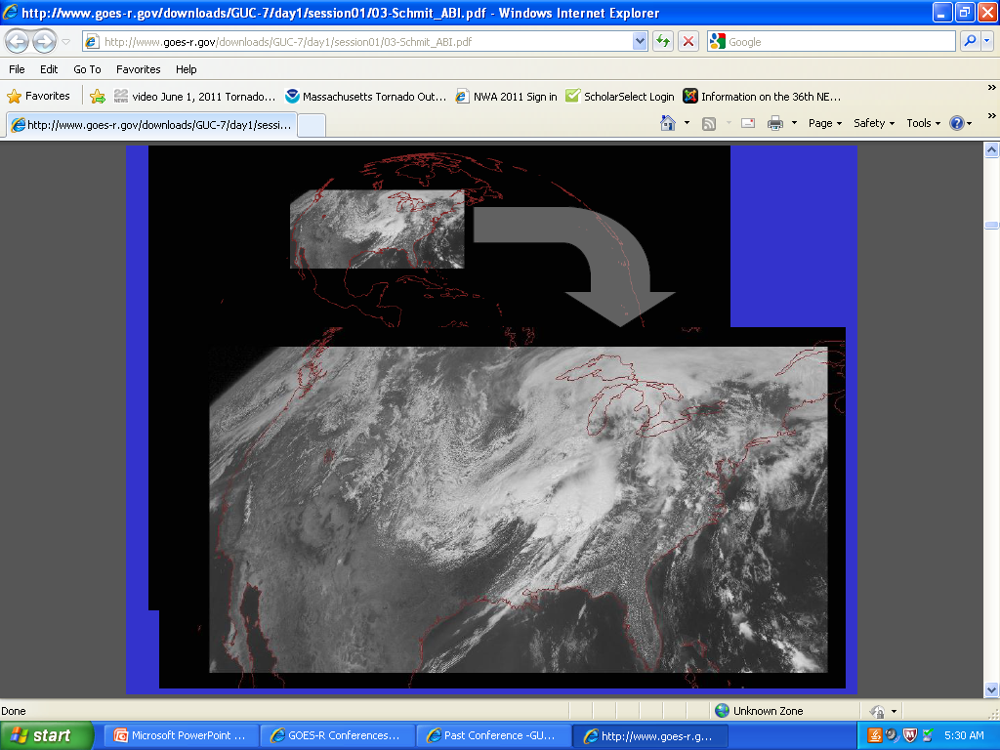 http://www.goes-r.gov/downloads/GUC-7/day1/session01/03-Schmit_ABI.pdf - Windows Internet Explorer
http://www.goes-r.gov/downloads/GUC-7/day1/session01/03-Schmit_ABI.pdf
Google
File Edit Go To Favorites Help
Favorites 22 NEWS video June 1, 2011 Tornado... Massachusetts Tornado Out... NWA 2011 Sign in ScholarSelect Login Information on the 36th NE... »
http://www.goes-r.gov/downloads/GUC-7/day1/sessi... Page Safety Tools ? »
Done Unknown Zone
start Microsoft PowerPoint ... GOES-R Conferences... Past Conference -GU... http://www.goes-r.g... 5:30 AM